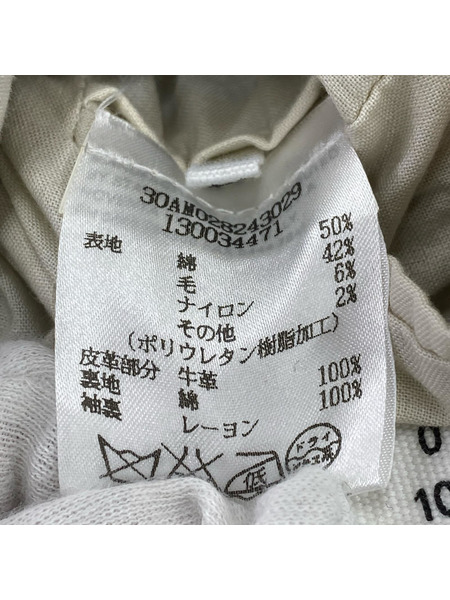 30AM028243029
130034471
表地 綿 50%
毛 42%
ナイロン 6%
その他 2%
(ポリウレタン樹脂加工)
皮革部分 牛革
裏地 綿 100%
袖裏 レーヨン 100%
低
ドライ
0
10